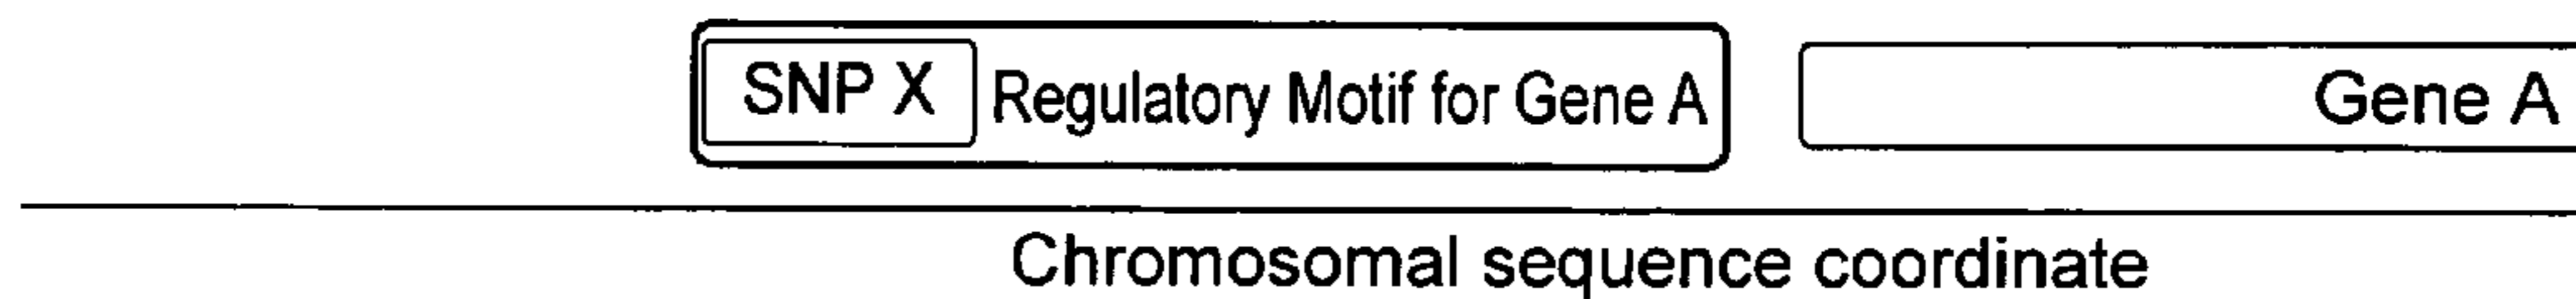 SNP X Regulatory Motif for Gene A Gene A
Chromosomal sequence coordinate